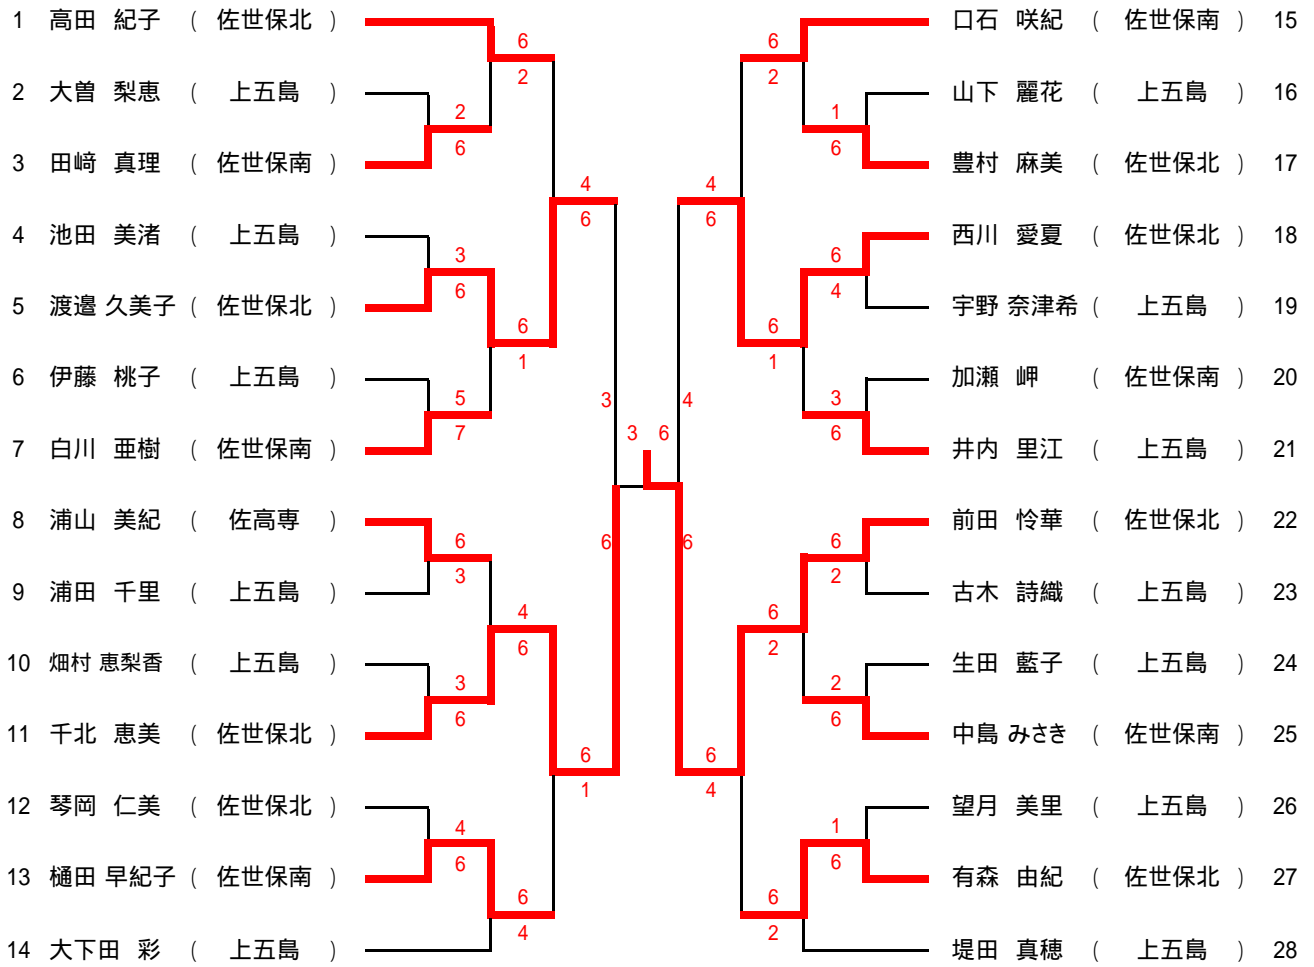 1 高田 紀子 ( 佐世保北 )
2 大曽 梨恵 ( 上五島 )
3 田﨑 真理 ( 佐世保南 )
4 池田 美渚 ( 上五島 )
5 渡邉 久美子 ( 佐世保北 )
6 伊藤 桃子 ( 上五島 )
7 白川 亜樹 ( 佐世保南 )
8 浦山 美紀 ( 佐高専 )
9 浦田 千里 ( 上五島 )
10 畑村 恵梨香 ( 上五島 )
11 千北 恵美 ( 佐世保北 )
12 琴岡 仁美 ( 佐世保北 )
13 樋田 早紀子 ( 佐世保南 )
14 大下田 彩 ( 上五島 )
6
2
2
6
4
6
3
6
6
1
5
7
3
6
3
4
6
3
6
6
1
4
6
6
4
3 6
6
2
1
6
4
6
6
4
6
1
3
6
4
6
6
2
6
2
2
6
6
4
1
6
6
2
口石 咲紀 ( 佐世保南 ) 15
山下 麗花 ( 上五島 ) 16
豊村 麻美 ( 佐世保北 ) 17
西川 愛夏 ( 佐世保北 ) 18
宇野 奈津希 ( 上五島 ) 19
加瀬 岬 ( 佐世保南 ) 20
井内 里江 ( 上五島 ) 21
前田 怜華 ( 佐世保北 ) 22
古木 詩織 ( 上五島 ) 23
生田 藍子 ( 上五島 ) 24
中島 みさき ( 佐世保南 ) 25
望月 美里 ( 上五島 ) 26
有森 由紀 ( 佐世保北 ) 27
堤田 真穂 ( 上五島 ) 28